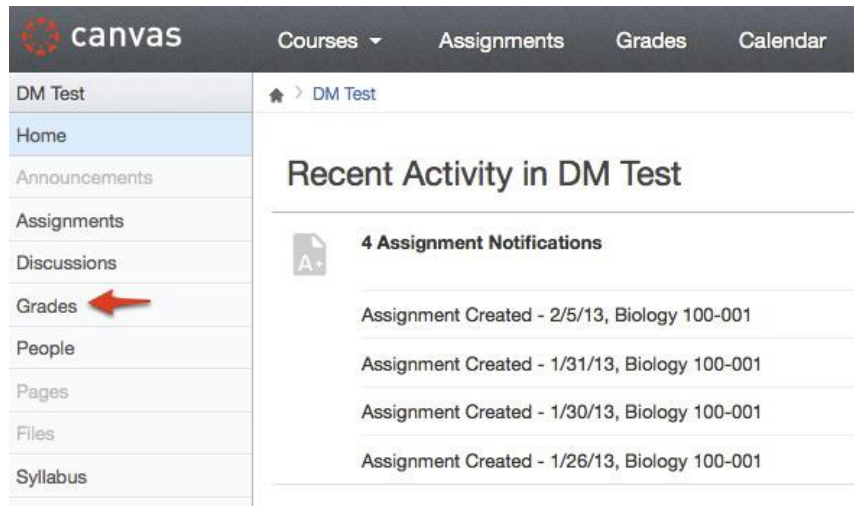 canvas
Courses
Assignments
Grades
Calendar
DM Test
Home
Announcements
Assignments
Discussions
Grades
People
Pages
Files
Syllabus
DM Test
Recent Activity in DM Test
A+
4 Assignment Notifications
Assignment Created - 2/5/13, Biology 100-001
Assignment Created - 1/31/13, Biology 100-001
Assignment Created - 1/30/13, Biology 100-001
Assignment Created - 1/26/13, Biology 100-001